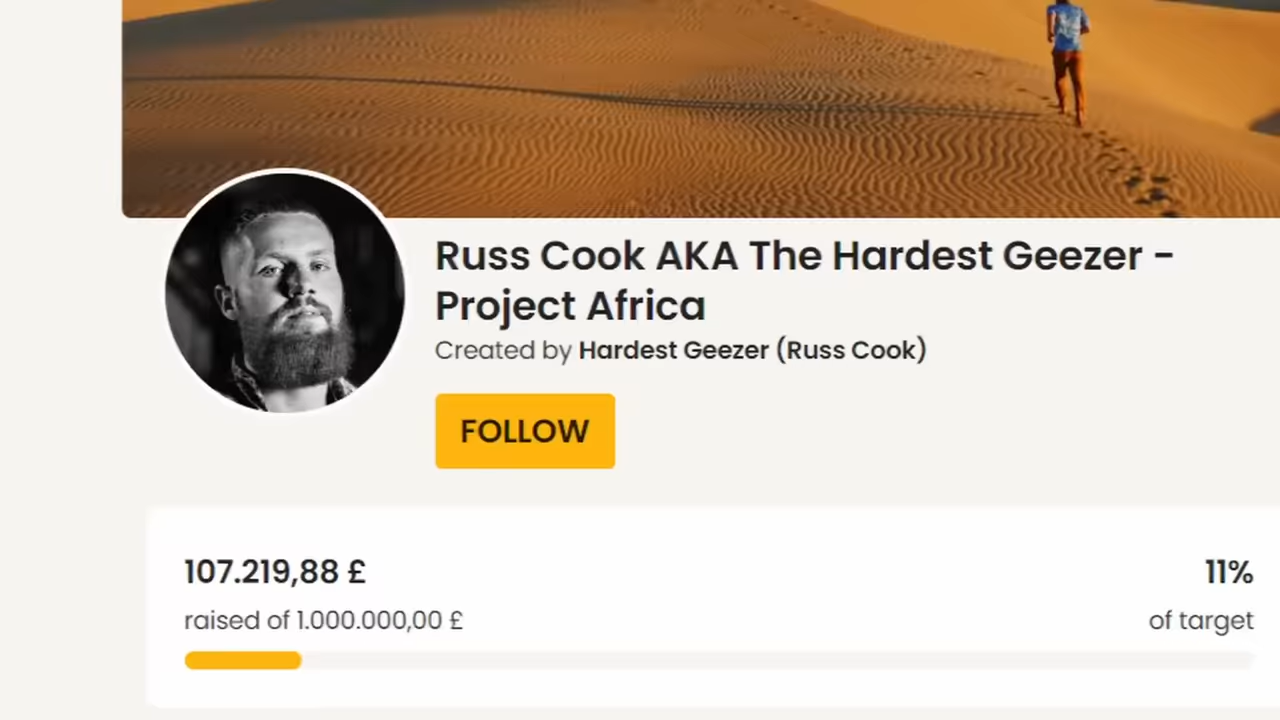 Russ Cook AKA The Hardest Geezer -
Project Africa
Created by Hardest Geezer (Russ Cook)
FOLLOW
107.219,88 £
11%
raised of 1.000.000,00 £
of target